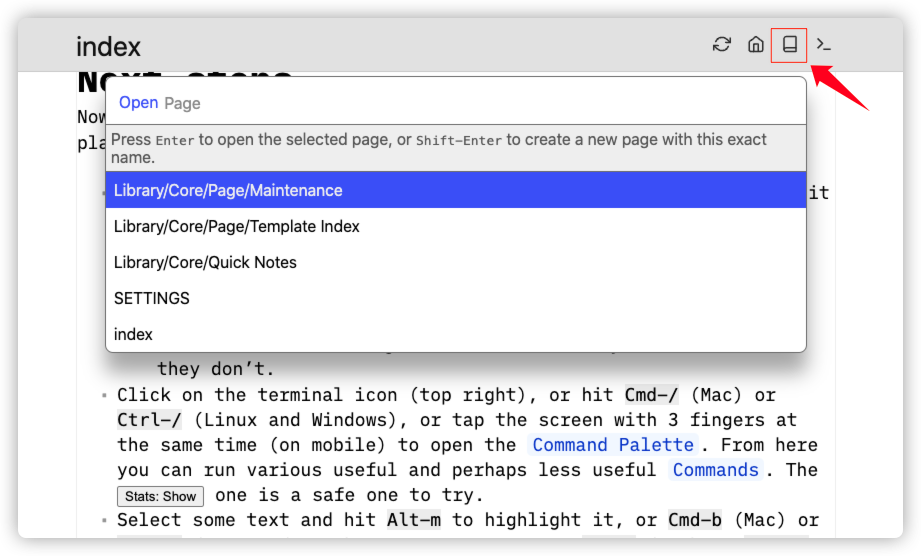 index
Next steps
Now
pla
Open Page
Press Enter to open the selected page, or Shift-Enter to create a new page with this exact
name.
Library/Core/Page/Maintenance
it
Library/Core/Page/Template Index
Library/Core/Quick Notes
SETTINGS
index
they don't.
Click on the terminal icon (top right), or hit Cmd-/ (Mac) or
Ctrl-/ (Linux and Windows), or tap the screen with 3 fingers at
the same time (on mobile) to open the Command Palette. From here
you can run various useful and perhaps less useful Commands. The
Stats: Show one is a safe one to try.
Select some text and hit Alt-m to highlight it, or Cmd-b (Mac) or